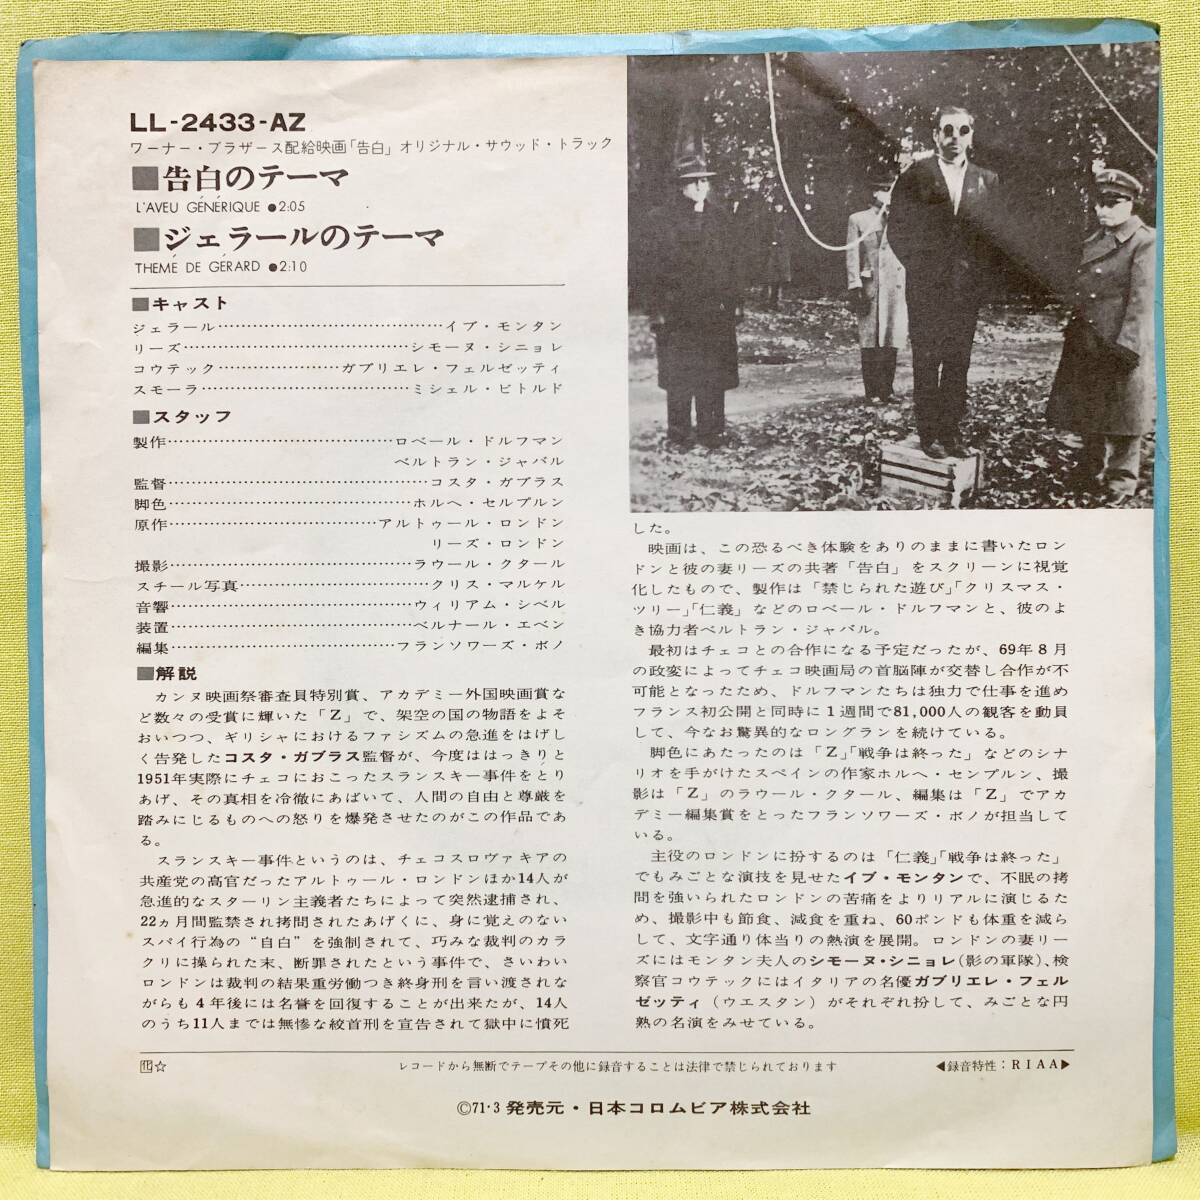 LL-2433-AZ
ワーナー・ブラザース配給映画「告白」オリジナル・サウンド・トラック
■告白のテーマ
L'AVEU GÉNÉRIQUE ●2:05
■ジェラールのテーマ
THEMÉ DE GÉRARD ●2:10
■キャスト
ジェラール…………………………………イブ・モンタン
リーズ…………………………………シモーヌ・シニョレ
コウテック…………………ガブリエレ・フェルゼッティ
スモーラ………………………………ミシェル・ビトルド
■スタッフ
製作…………………………………ロベール・ドルフマン
ベルトラン・ジャバル
監督………………………………………コスタ・ガブラス
脚色……………………………………ホルヘ・セルプルン
原作………………………………アルトゥール・ロンドン
リーズ・ロンドン
撮影……………………………………ラウール・クタール
スチール写真……………………………クリス・マルケル
音響……………………………………ウィリアム・シベル
装置……………………………………ベルナール・エベン
編集…………………………………フランソワーズ・ボノ
■解説
カンヌ映画祭審査員特別賞、アカデミー外国映画賞な
ど数々の受賞に輝いた「Z」で、架空の国の物語をよそ
おいつつ、ギリシャにおけるファシズムの急進をはげし
く告発したコスタ・ガブラス監督が、今度ははっきりと
1951年実際にチェコにおこったスランスキー事件をとり
あげ、その真相を冷徹にあばいて、人間の自由と尊厳を
踏みにじるものへの怒りを爆発させたのがこの作品であ
る。
スランスキー事件というのは、チェコスロヴァキアの
共産党の高官だったアルトゥール・ロンドンほか14人が
急進的なスターリン主義者たちによって突然逮捕され、
22ヵ月間監禁され拷問されたあげくに、身に覚えのない
スパイ行為の“自白”を強制されて、巧みな裁判のカラ
クリに操られた末、断罪されたという事件で、さいわい
ロンドンは裁判の結果重労働つき終身刑を言い渡されな
がらも4年後には名誉を回復することが出来たが、14人
のうち11人までは無惨な絞首刑を宣告されて獄中に憤死
した。
映画は、この恐るべき体験をありのままに書いたロン
ドンと彼の妻リーズの共著「告白」をスクリーンに視覚
化したもので、製作は「禁じられた遊び」「クリスマス・
ツリー」「仁義」などのロベール・ドルフマンと、彼のよ
き協力者ベルトラン・ジャバル。
最初はチェコとの合作になる予定だったが、69年8月
の政変によってチェコ映画局の首脳陣が交替し合作が不
可能となったため、ドルフマンたちは独力で仕事を進め
フランス初公開と同時に1週間で81,000人の観客を動員
して、今なお驚異的なロングランを続けている。
脚色にあたったのは「Z」「戦争は終った」などのシナ
リオを手がけたスペインの作家ホルヘ・センプルン、撮
影は「Z」のラウール・クタール、編集は「Z」でアカ
デミー編集賞をとったフランソワーズ・ボノが担当して
いる。
主役のロンドンに扮するのは「仁義」「戦争は終った」
でもみごとな演技を見せたイブ・モンタンで、不眠の拷
問を強いられたロンドンの苦痛をよりリアルに演じるた
め、撮影中も節食、減食を重ね、60ポンドも体重を減ら
して、文字通り体当りの熱演を展開。ロンドンの妻リー
ズにはモンタン夫人のシモーヌ・シニョレ(影の軍隊)、検
察官コウテックにはイタリアの名優ガブリエレ・フェル
ゼッティ(ウエスタン)がそれぞれ扮して、みごとな円
熟の名演をみせている。
化☆
レコードから無断でテープその他に録音することは法律で禁じられております
◀録音特性:RIAA▶
©71・3 発売元・日本コロムビア株式会社